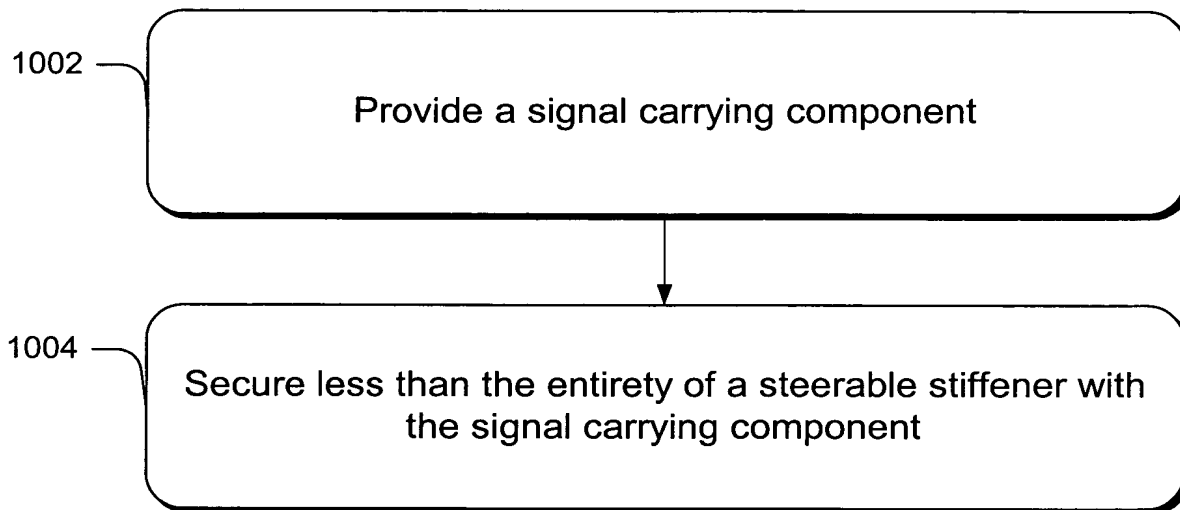 1002
Provide a signal carrying component
1004
Secure less than the entirety of a steerable stiffener with
the signal carrying component